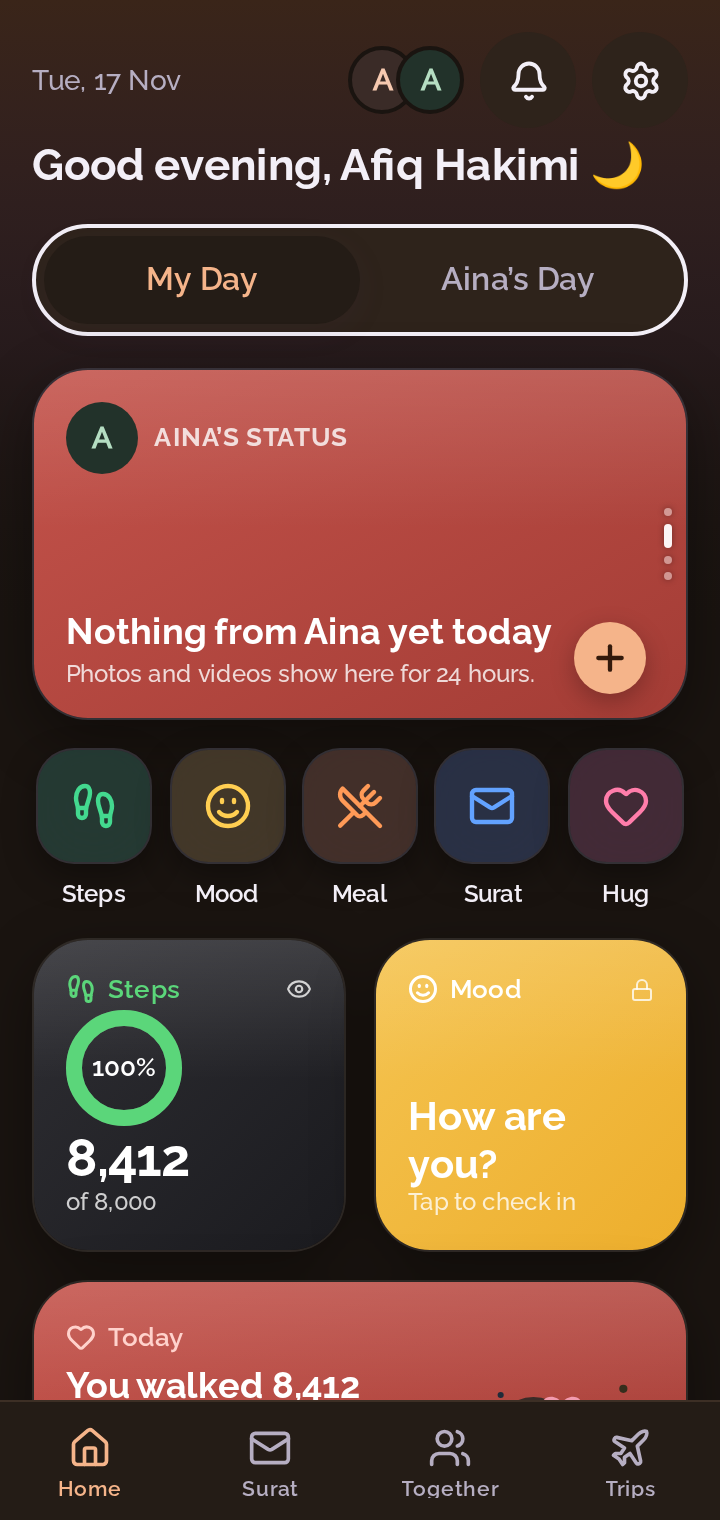 Tue, 17 Nov
A
A
Good evening, Afiq Hakimi 🌙
My Day
Aina's Day
A
AINA'S STATUS
Nothing from Aina yet today
Photos and videos show here for 24 hours.
Steps
Mood
Meal
Surat
Hug
Steps
100%
8,412
of 8,000
Mood
How are
you?
Tap to check in
Today
You walked 8,412
Home
Surat
Together
Trips